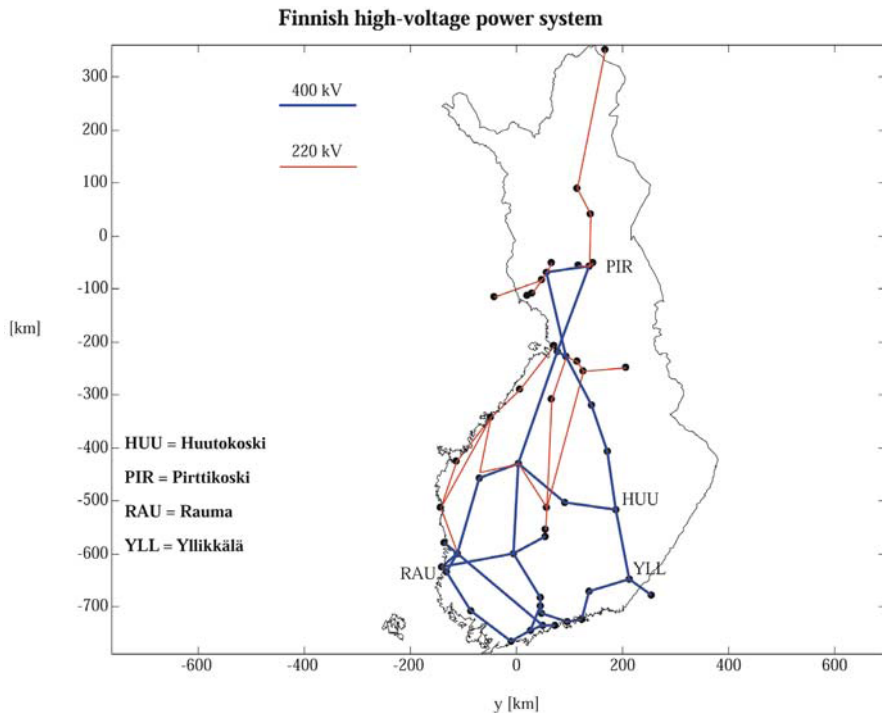 Finnish high-voltage power system
400 kV
220 kV
300
200
100
0
-100
-200
-300
-400
-500
-600
-700
[km]
PIR
HUU
YLL
RAU
HUU = Huutokoski
PIR = Pirttikoski
RAU = Rauma
YLL = Yllikkälä
-600 -400 -200 0 200 400 600
y [km]